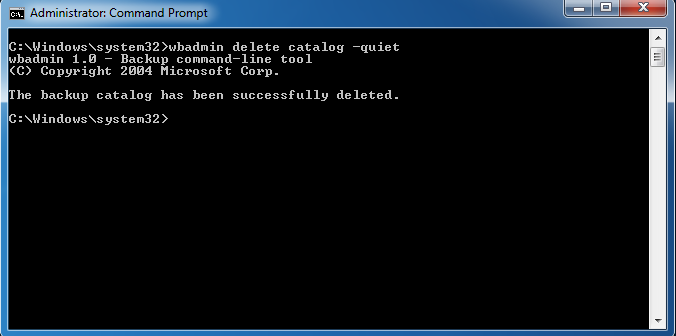 Administrator: Command Prompt
C:\Windows\system32>wbadmin delete catalog -quiet
wbadmin 1.0 - Backup command-line tool
(C) Copyright 2004 Microsoft Corp.
The backup catalog has been successfully deleted.
C:\Windows\system32>